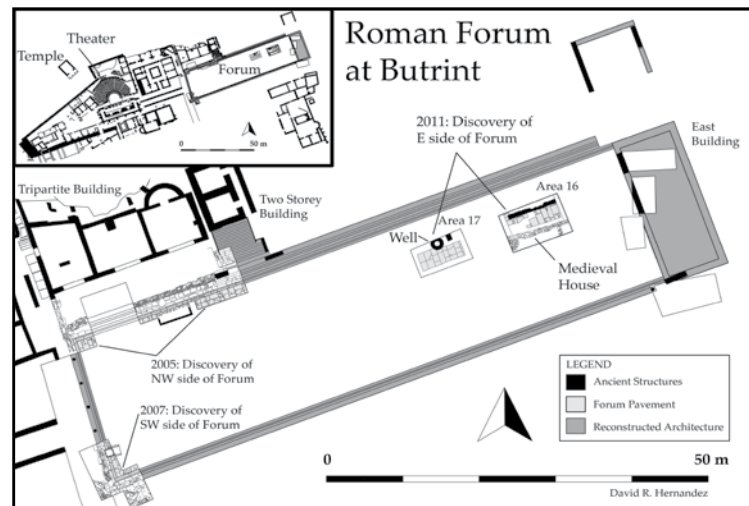 Roman Forum
at Butrint
Theater
Temple
Forum
0
50 m
East
Building
2011: Discovery of
E side of Forum
Tripartite Building
Two Storey
Building
Area 16
Area 17
Well
Medieval
House
2005: Discovery of
NW side of Forum
2007: Discovery of
SW side of Forum
LEGEND
Ancient Structures
Forum Pavement
Reconstructed Architecture
0
50 m
David R. Hernandez